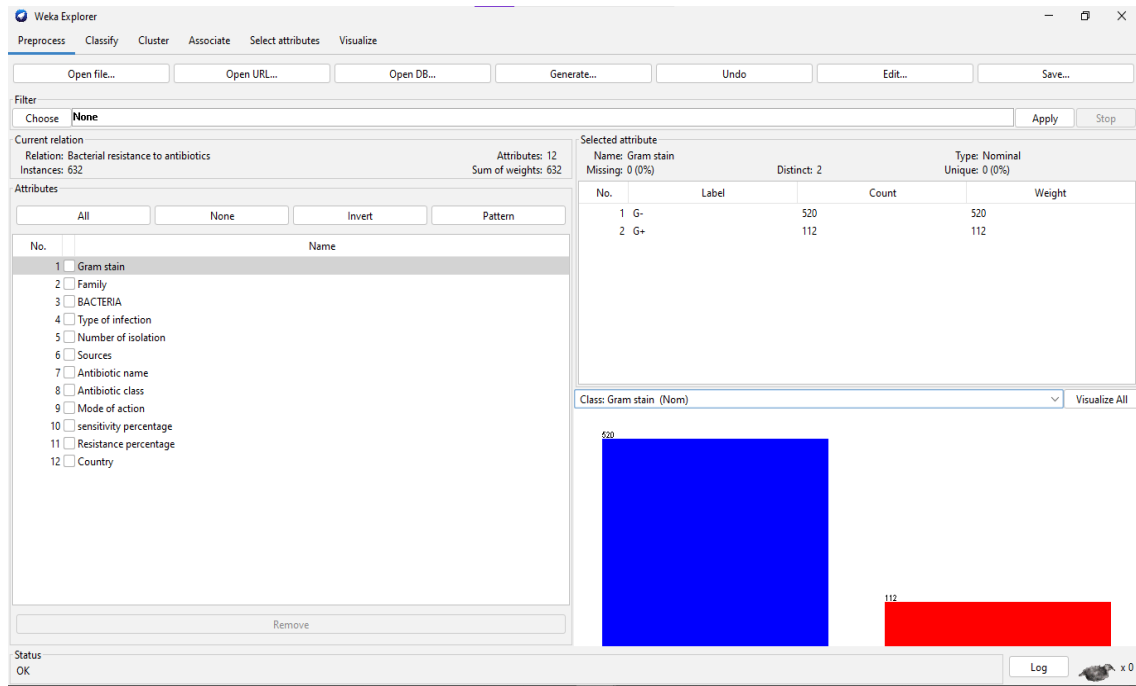 Weka Explorer
Preprocess Classify Cluster Associate Select attributes Visualize
Open file... Open URL... Open DB... Generate... Undo Edit... Save...
Filter
Choose None Apply Stop
Current relation
Relation: Bacterial resistance to antibiotics Attributes: 12
Instances: 632 Sum of weights: 632
Attributes
All None Invert Pattern
No. Name
1 Gram stain
2 Family
3 BACTERIA
4 Type of infection
5 Number of isolation
6 Sources
7 Antibiotic name
8 Antibiotic class
9 Mode of action
10 sensitivity percentage
11 Resistance percentage
12 Country
Remove
Selected attribute
Name: Gram stain Type: Nominal
Missing: 0 (0%) Distinct: 2 Unique: 0 (0%)
No. Label Count Weight
1 G- 520 520
2 G+ 112 112
Class: Gram stain (Nom) Visualize All
520
112
Status
OK Log x 0